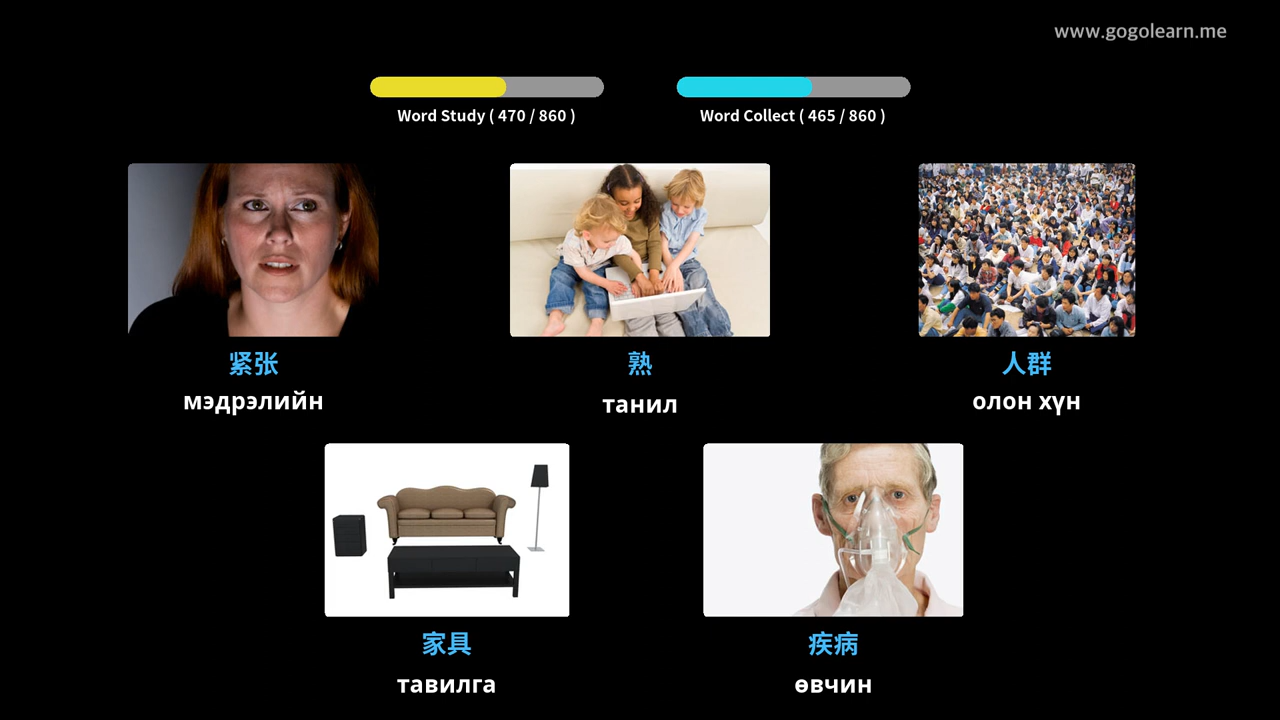 www.gogolearn.me
Word Study ( 470 / 860 )
Word Collect ( 465 / 860 )
紧张
мэдрэлийн
熟
танил
人群
олон хүн
家具
тавилга
疾病
өвчин